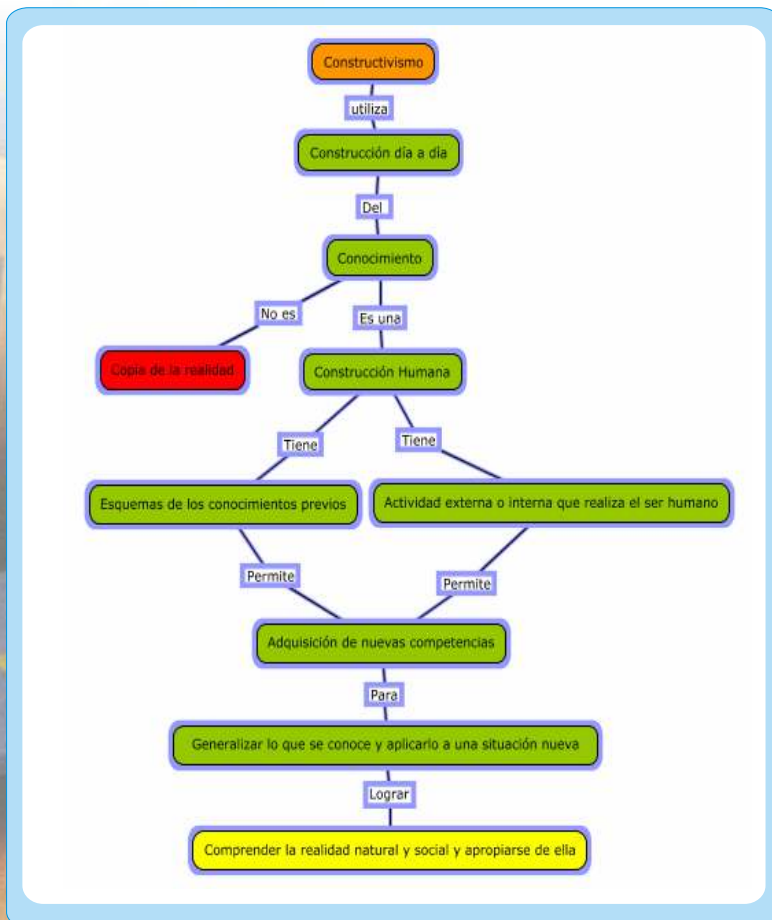 Constructivismo
utiliza
Construcción día a día
Del
Conocimiento
No es
Es una
Copia de la realidad
Construcción Humana
Tiene
Tiene
Esquemas de los conocimientos previos
Actividad externa o interna que realiza el ser humano
Permite
Permite
Adquisición de nuevas competencias
Para
Generalizar lo que se conoce y aplicarlo a una situación nueva
Lograr
Comprender la realidad natural y social y apropiarse de ella